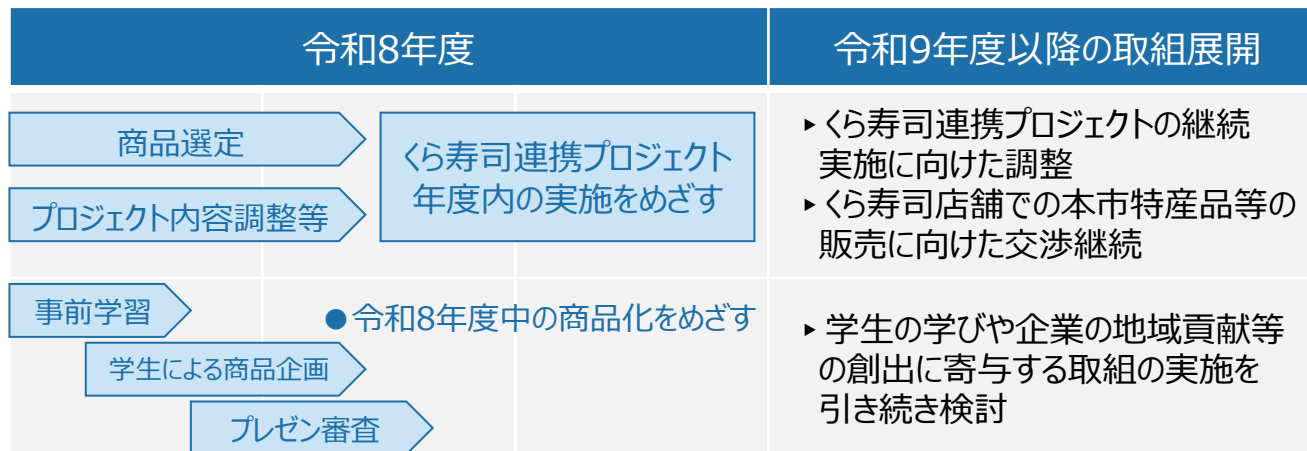 令和8年度
令和9年度以降の取組展開
商品選定
プロジェクト内容調整等
くら寿司連携プロジェクト
年度内の実施をめざす
▸くら寿司連携プロジェクトの継続
実施に向けた調整
▸くら寿司店舗での本市特産品等の
販売に向けた交渉継続
事前学習
●令和8年度中の商品化をめざす
学生による商品企画
プレゼン審査
▸学生の学びや企業の地域貢献等
の創出に寄与する取組の実施を
引き続き検討